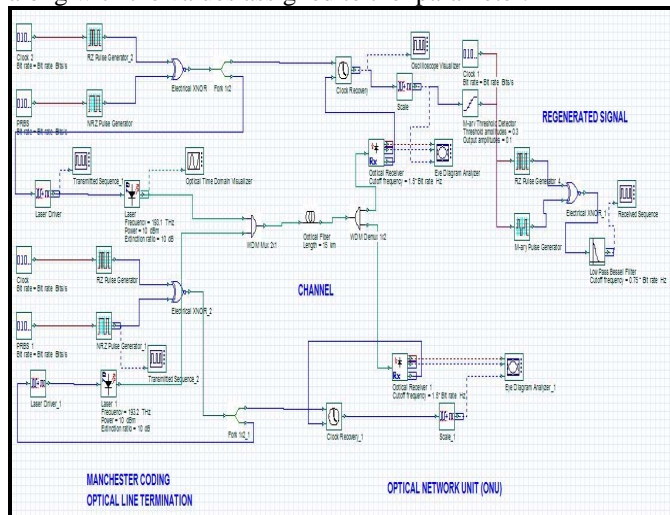 Clock 2
Bit rate = Bit rate Bits/s
RZ Pulse Generator_2
Electrical XNOR
Fork 1x2
PRBS
Bit rate = Bit rate Bits/s
NRZ Pulse Generator
Clock Recovery
Oscilloscope Visualizer
Scale
Clock 1
Bit rate = Bit rate Bits/s
M-ary Threshold Detector
Threshold amplitudes = 0.3
Output amplitudes = 0.1
REGENERATED SIGNAL
Optical Receiver
Cutoff frequency = 1.5* Bit rate Hz
Eye Diagram Analyzer
RZ Pulse Generator_4
Electrical XNOR_1
Received Sequence
M-ary Pulse Generator
Low Pass Bessel Filter
Cutoff frequency = 0.75 * Bit rate Hz
Laser Driver
Transmitted Sequence_1
Laser
Frequency = 193.1 THz
Power = 10 dBm
Extinction ratio = 10 dB
Optical Time Domain Visualizer
WDM Mux 2x1
Optical Fiber
Length = 15 km
WDM Demux 1x2
CHANNEL
Clock
Bit rate = Bit rate Bits/s
RZ Pulse Generator
Electrical XNOR_2
PRBS_1
Bit rate = Bit rate Bits/s
NRZ Pulse Generator_1
Transmitted Sequence_2
Laser Driver_1
Laser 1
Frequency = 193.2 THz
Power = 10 dBm
Extinction ratio = 10 dB
Fork 1x2_1
Clock Recovery_1
Optical Receiver 1
Cutoff frequency = 1.5* Bit rate Hz
Scale_1
Eye Diagram Analyzer_1
MANCHESTER CODING
OPTICAL LINE TERMINATION
OPTICAL NETWORK UNIT (ONU)